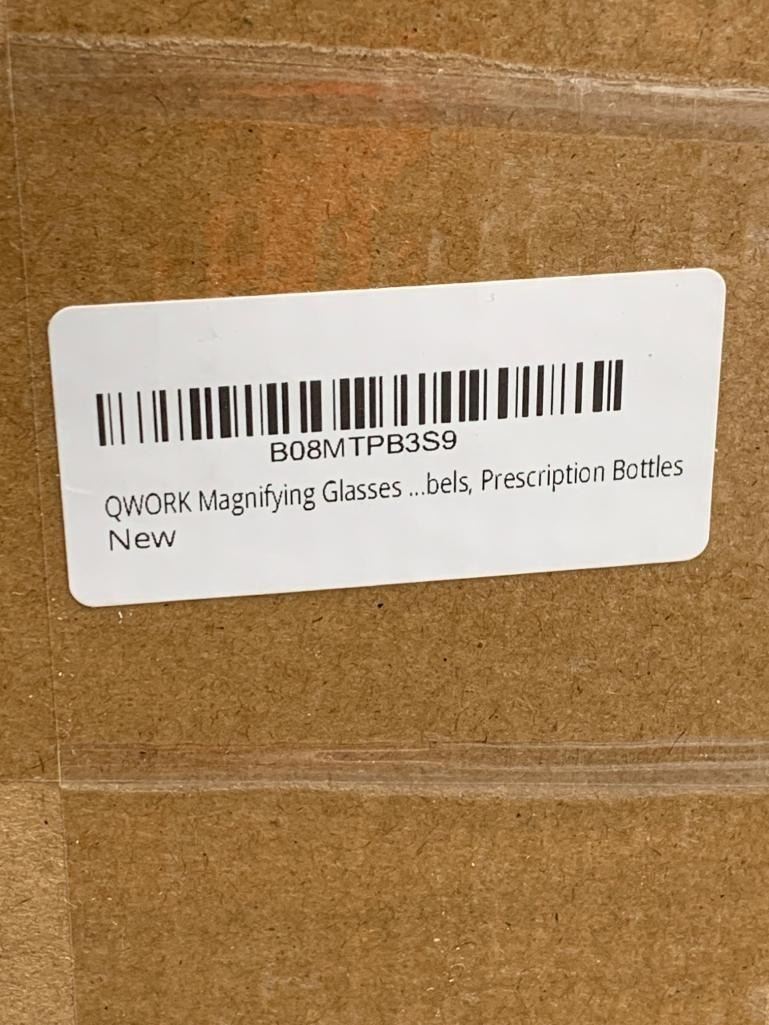 B08MTPB3S9
QWORK Magnifying Glasses ...bels, Prescription Bottles
New